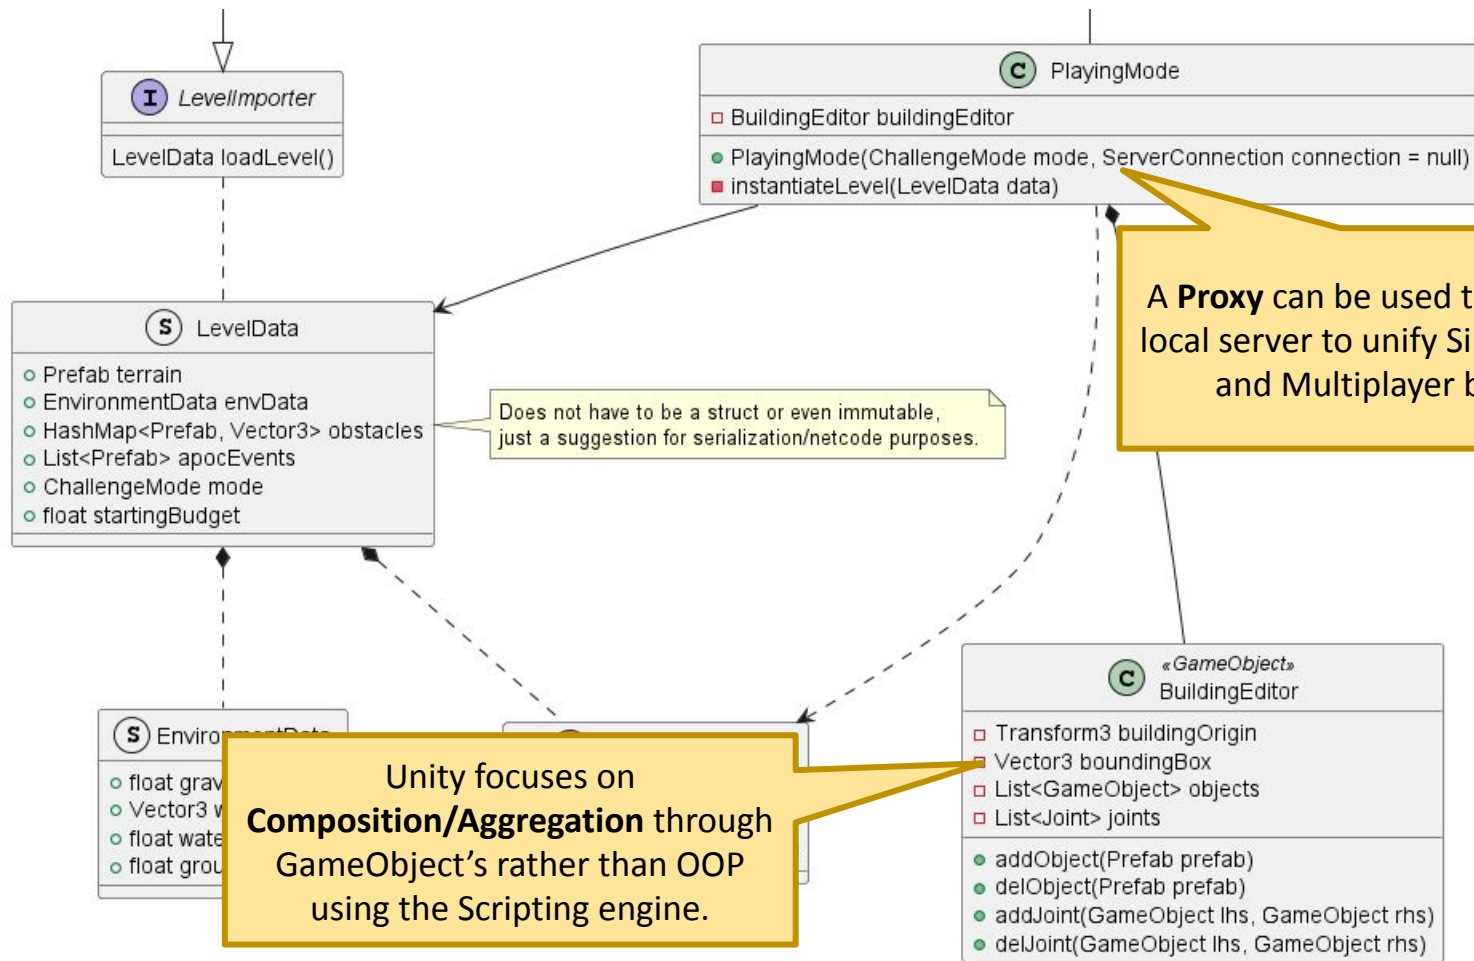 I LevelImporter
LevelData loadLevel()
C PlayingMode
BuildingEditor buildingEditor
PlayingMode(ChallengeMode mode, ServerConnection connection = null)
instantiateLevel(LevelData data)
A Proxy can be used
local server to unify
and Multiplayer
S LevelData
Prefab terrain
EnvironmentData envData
HashMap<Prefab, Vector3> obstacles
List<Prefab> apocEvents
ChallengeMode mode
float startingBudget
Does not have to be a struct or even immutable,
just a suggestion for serialization/netcode purposes.
S EnvironmentData
float
Vector3
float
float
Unity focuses on
Composition/Aggregation through
GameObject's rather than OOP
using the Scripting engine.
C «GameObject»
BuildingEditor
Transform3 buildingOrigin
Vector3 boundingBox
List<GameObject> objects
List<Joint> joints
addObject(Prefab prefab)
delObject(Prefab prefab)
addJoint(GameObject lhs, GameObject rhs)
delJoint(GameObject lhs, GameObject rhs)